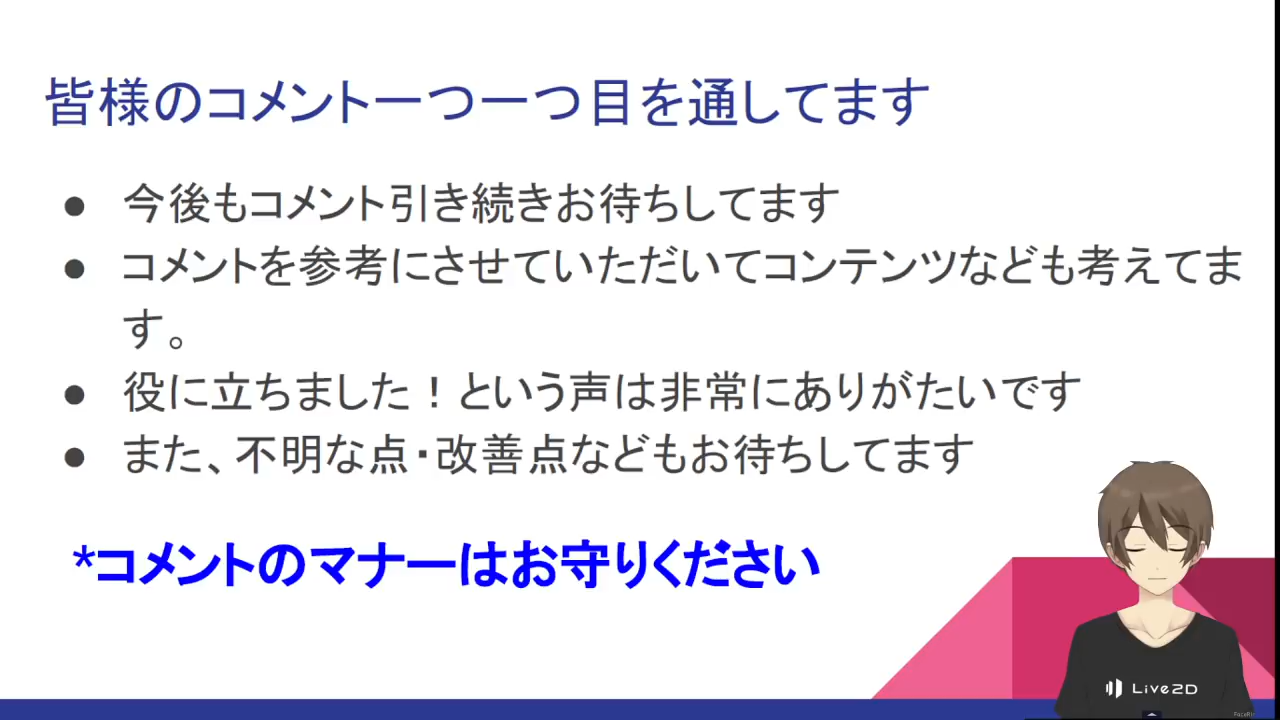 皆様のコメント一つ一つ目を通してます
● 今後もコメント引き続きお待ちしてます
● コメントを参考にさせていただいてコンテンツなども考えてま
す。
● 役に立ちました！という声は非常にありがたいです
● また、不明な点・改善点などもお待ちしてます
*コメントのマナーはお守りください
Live2D